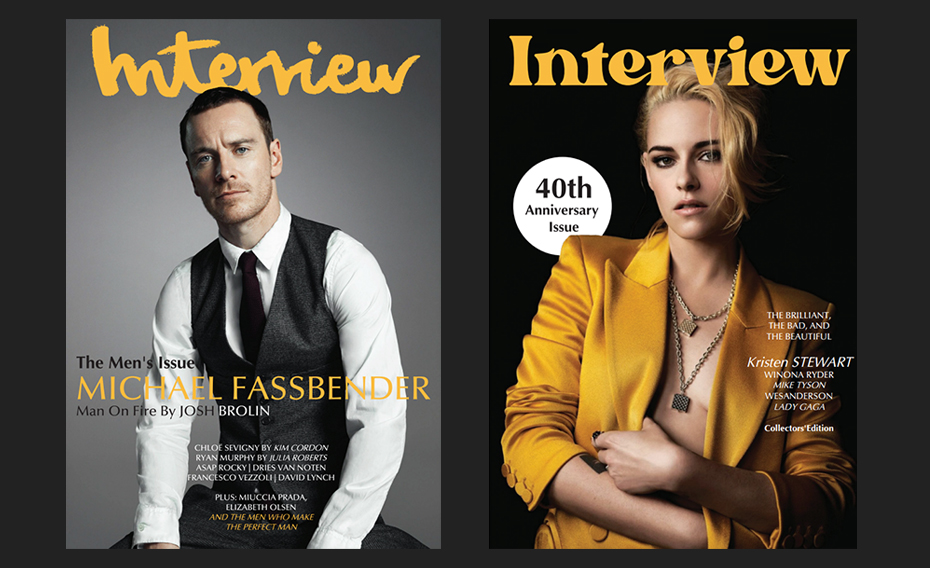 Interview
The Men's Issue
MICHAEL FASSBENDER
Man On Fire By JOSH BROLIN
CHLOE SEVIGNY BY KIM CORDON
RYAN MURPHY BY JULIA ROBERTS
ASAP ROCKY | DRIES VAN NOTEN
FRANCESCO VEZZOLI | DAVID LYNCH
&
PLUS: MIUCCIA PRADA,
ELIZABETH OLSEN
AND THE MEN WHO MAKE
THE PERFECT MAN
Interview
40th
Anniversary
Issue
THE BRILLIANT,
THE BAD, AND
THE BEAUTIFUL
Kristen STEWART
WINONA RYDER
MIKE TYSON
WESANDERSON
LADY GAGA
Collectors'Edition